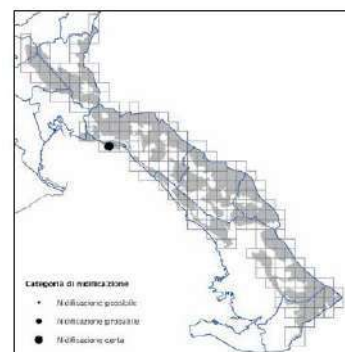 Categoria di nidificazione
Nidificazione possibile
Nidificazione probabile
Nidificazione certa